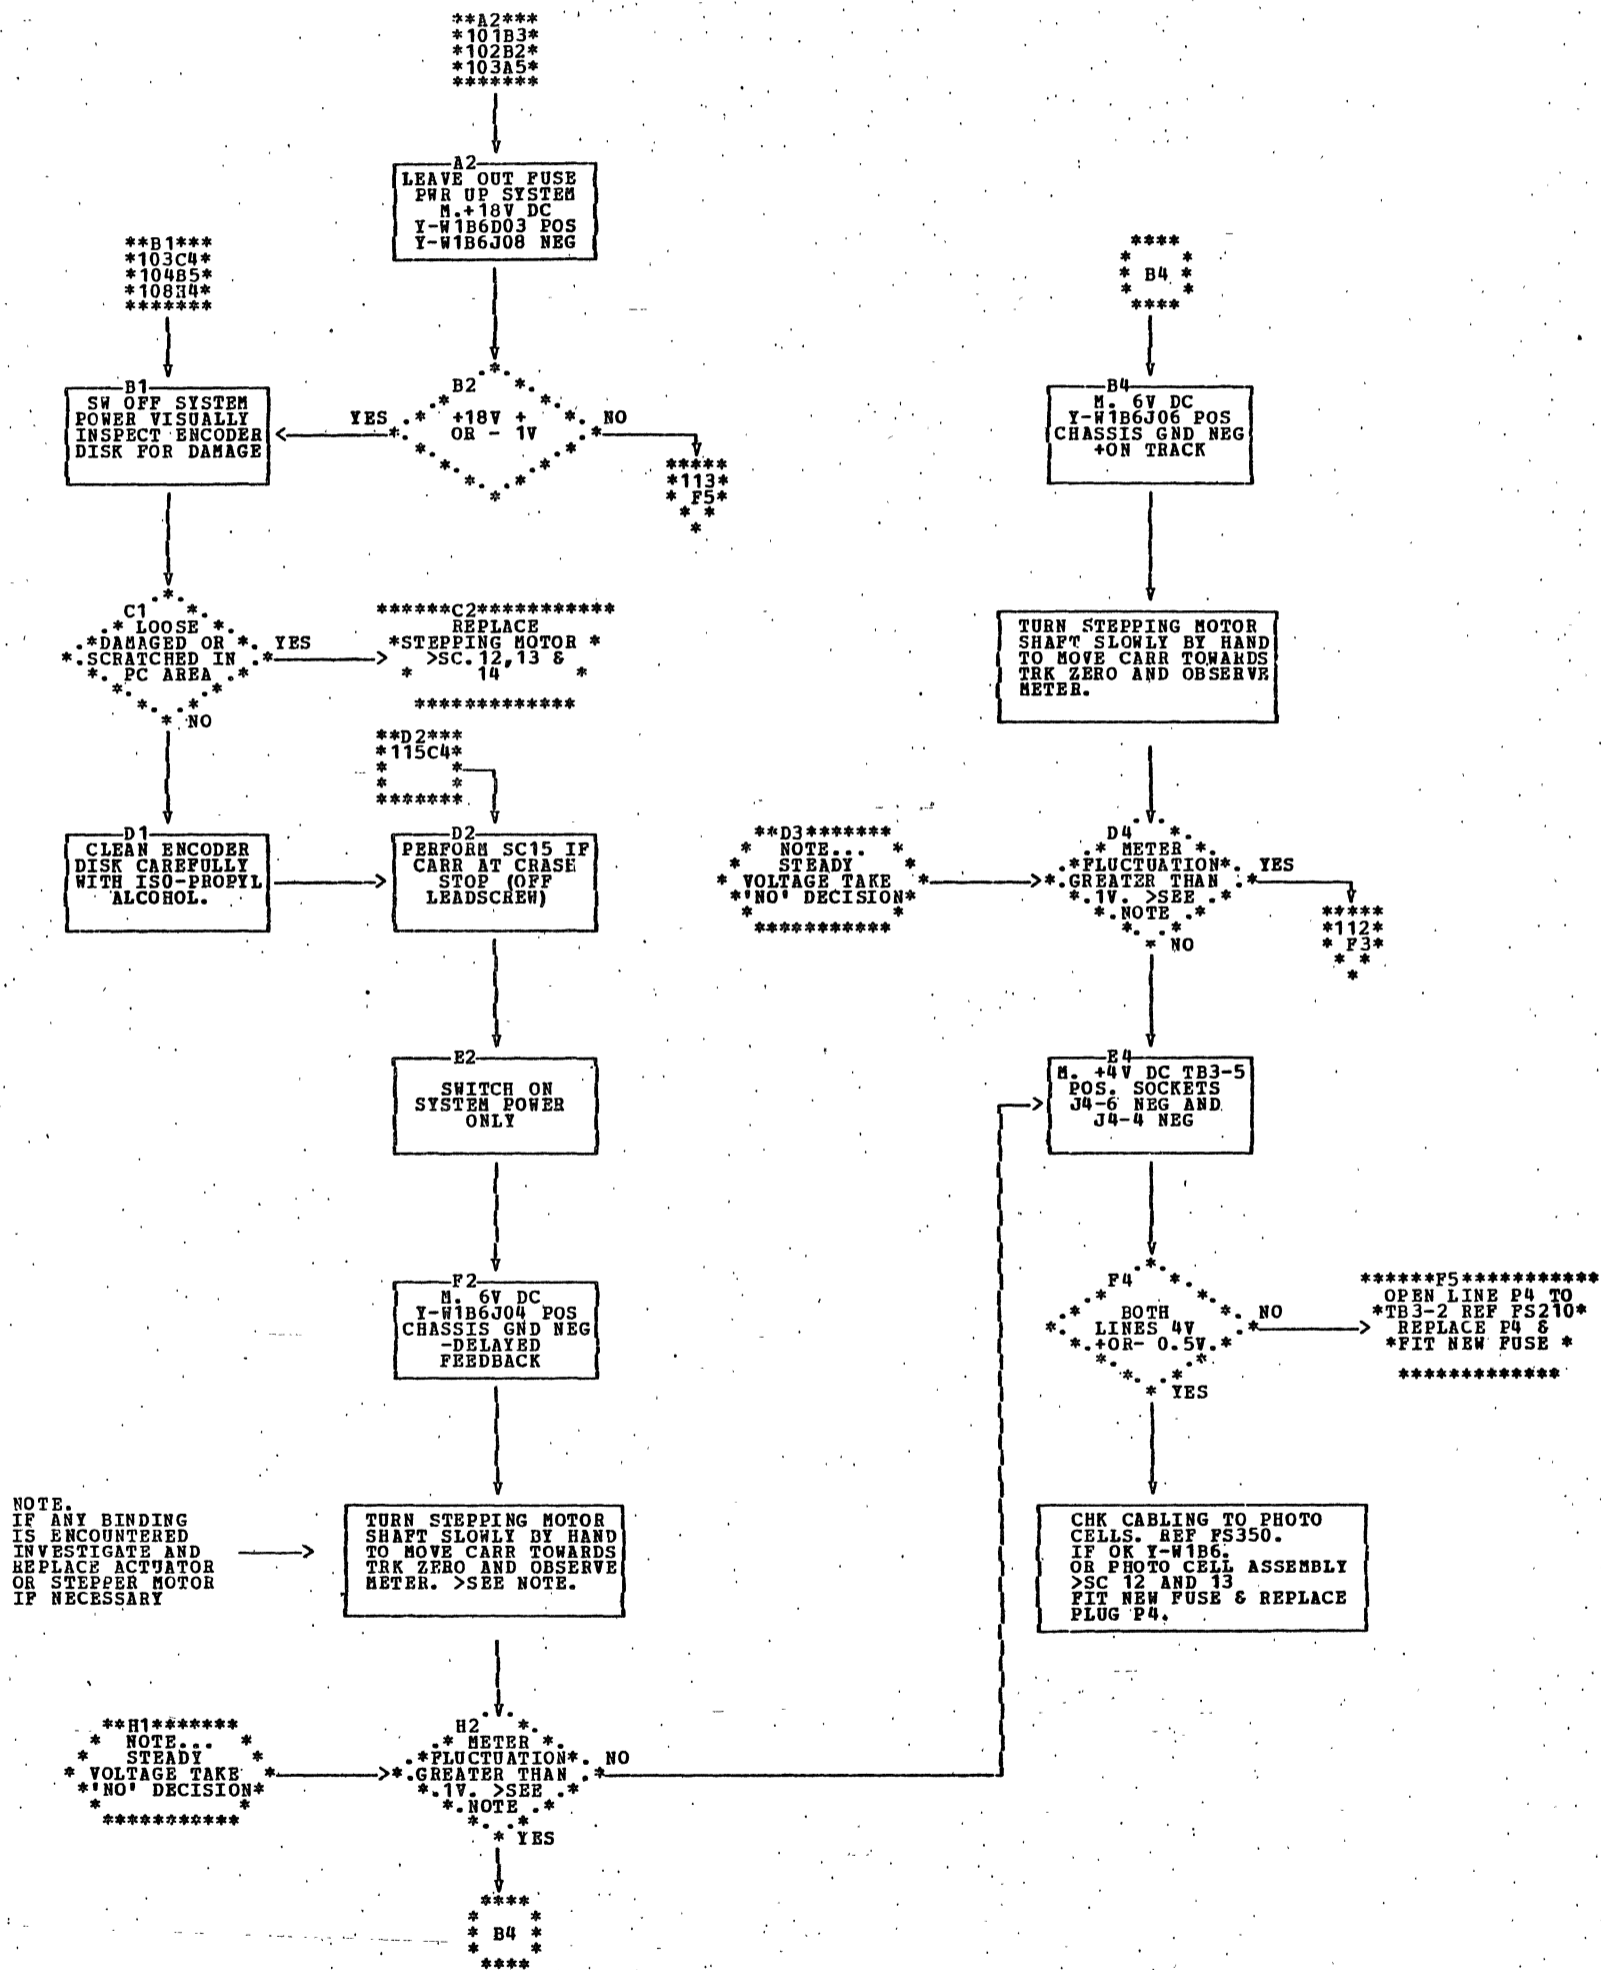 **A2***
*101B3*
*102B2*
*103A5*
*******
A2
LEAVE OUT FUSE
PWR UP SYSTEM
M.+18V DC
Y-W1B6D03 POS
Y-W1B6J08 NEG
**B1***
*103C4*
*104B5*
*108H4*
*******
B1
SW OFF SYSTEM
POWER VISUALLY
INSPECT ENCODER
DISK FOR DAMAGE
B2
+18V +
OR - 1V
YES
NO
*****
*113*
* F5*
* *
*
C1
LOOSE
DAMAGED OR
SCRATCHED IN
PC AREA
YES
NO
******C2***********
REPLACE
*STEPPING MOTOR *
>SC.12,13 &
* 14 *
*************
**D2***
*115C4*
* *
* *
*******
D1
CLEAN ENCODER
DISK CAREFULLY
WITH ISO-PROPYL
ALCOHOL.
D2
PERFORM SC15 IF
CARR AT CRASE
STOP (OFF
LEADSCREW)
E2
SWITCH ON
SYSTEM POWER
ONLY
F2
M. 6V DC
Y-W1B6J04 POS
CHASSIS GND NEG
-DELAYED
FEEDBACK
NOTE.
IF ANY BINDING
IS ENCOUNTERED
INVESTIGATE AND
REPLACE ACTUATOR
OR STEPPER MOTOR
IF NECESSARY
TURN STEPPING MOTOR
SHAFT SLOWLY BY HAND
TO MOVE CARR TOWARDS
TRK ZERO AND OBSERVE
METER. >SEE NOTE.
**H1*******
* NOTE... *
* STEADY *
* VOLTAGE TAKE *
*'NO' DECISION*
* *
***********
H2
METER
FLUCTUATION
GREATER THAN
1V. >SEE
NOTE
NO
YES
****
* *
* B4 *
* *
****
****
* *
* B4 *
* *
****
B4
M. 6V DC
Y-W1B6J06 POS
CHASSIS GND NEG
+ON TRACK
TURN STEPPING MOTOR
SHAFT SLOWLY BY HAND
TO MOVE CARR TOWARDS
TRK ZERO AND OBSERVE
METER.
**D3*******
* NOTE... *
* STEADY *
* VOLTAGE TAKE *
*'NO' DECISION*
* *
***********
D4
METER
FLUCTUATION
GREATER THAN
1V. >SEE
NOTE
YES
NO
*****
*112*
* F3*
* *
*
E4
M. +4V DC TB3-5
POS. SOCKETS
J4-6 NEG AND
J4-4 NEG
F4
BOTH
LINES 4V
+OR- 0.5V.
NO
YES
******F5***********
OPEN LINE P4 TO
*TB3-2 REF FS210*
REPLACE P4 &
*FIT NEW FUSE *
*************
CHK CABLING TO PHOTO
CELLS. REF FS350.
IF OK Y-W1B6.
OR PHOTO CELL ASSEMBLY
>SC 12 AND 13
FIT NEW FUSE & REPLACE
PLUG P4.